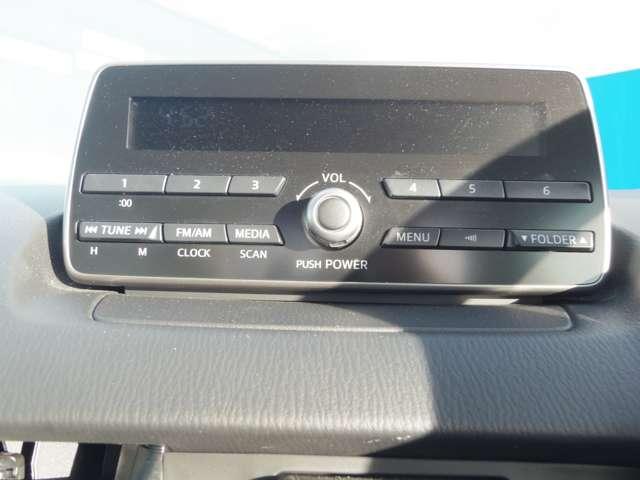 VOL
1 2 3 4 5 6
:00
TUNE FM/AM MEDIA MENU FOLDER
H M CLOCK SCAN PUSH POWER